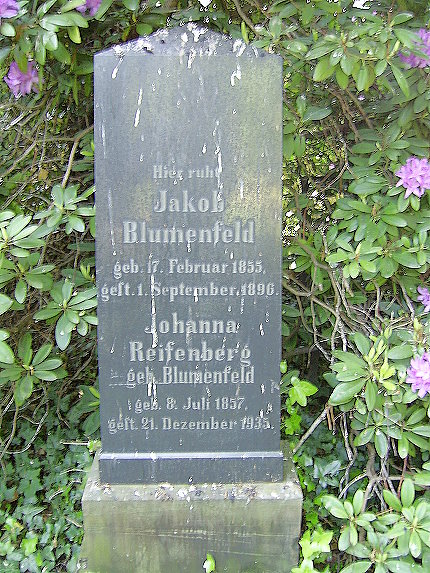 Hier ruht
Jakob
Blumenfeld
geb. 17. Februar 1855,
gest. 1. September, 1896.
Johanna
Reifenberg
geb. Blumenfeld
geb. 8. Juli 1857,
gest. 21. Dezember 1935.